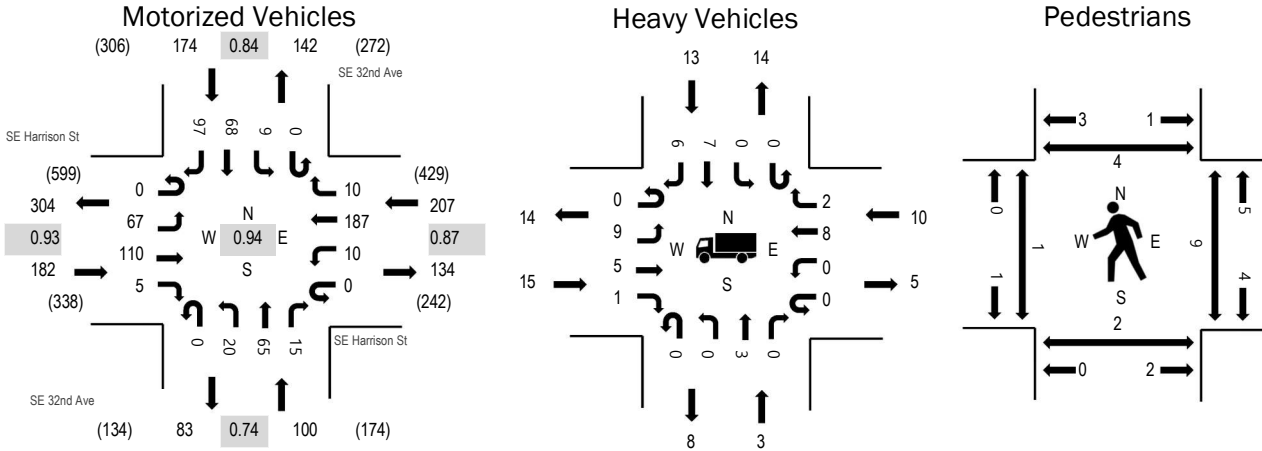 Motorized Vehicles
(306) 174 0.84 142 (272)
SE 32nd Ave
SE Harrison St
97 68 9 0
(599) 0 10 (429)
304 67 187 207
0.93 W N 0.94 E S 0.87
182 110 10 134
(338) 5 0 (242)
0 20 65 15
SE Harrison St
SE 32nd Ave
(134) 83 0.74 100 (174)
Heavy Vehicles
13 14
6 7 0 0
0 2
14 9 N 8 10
W E
15 5 S 0 5
1 0
0 0 3 0
8 3
Pedestrians
3 1
4
0 1 N 9 5
W E
1 S 4
2
0 2